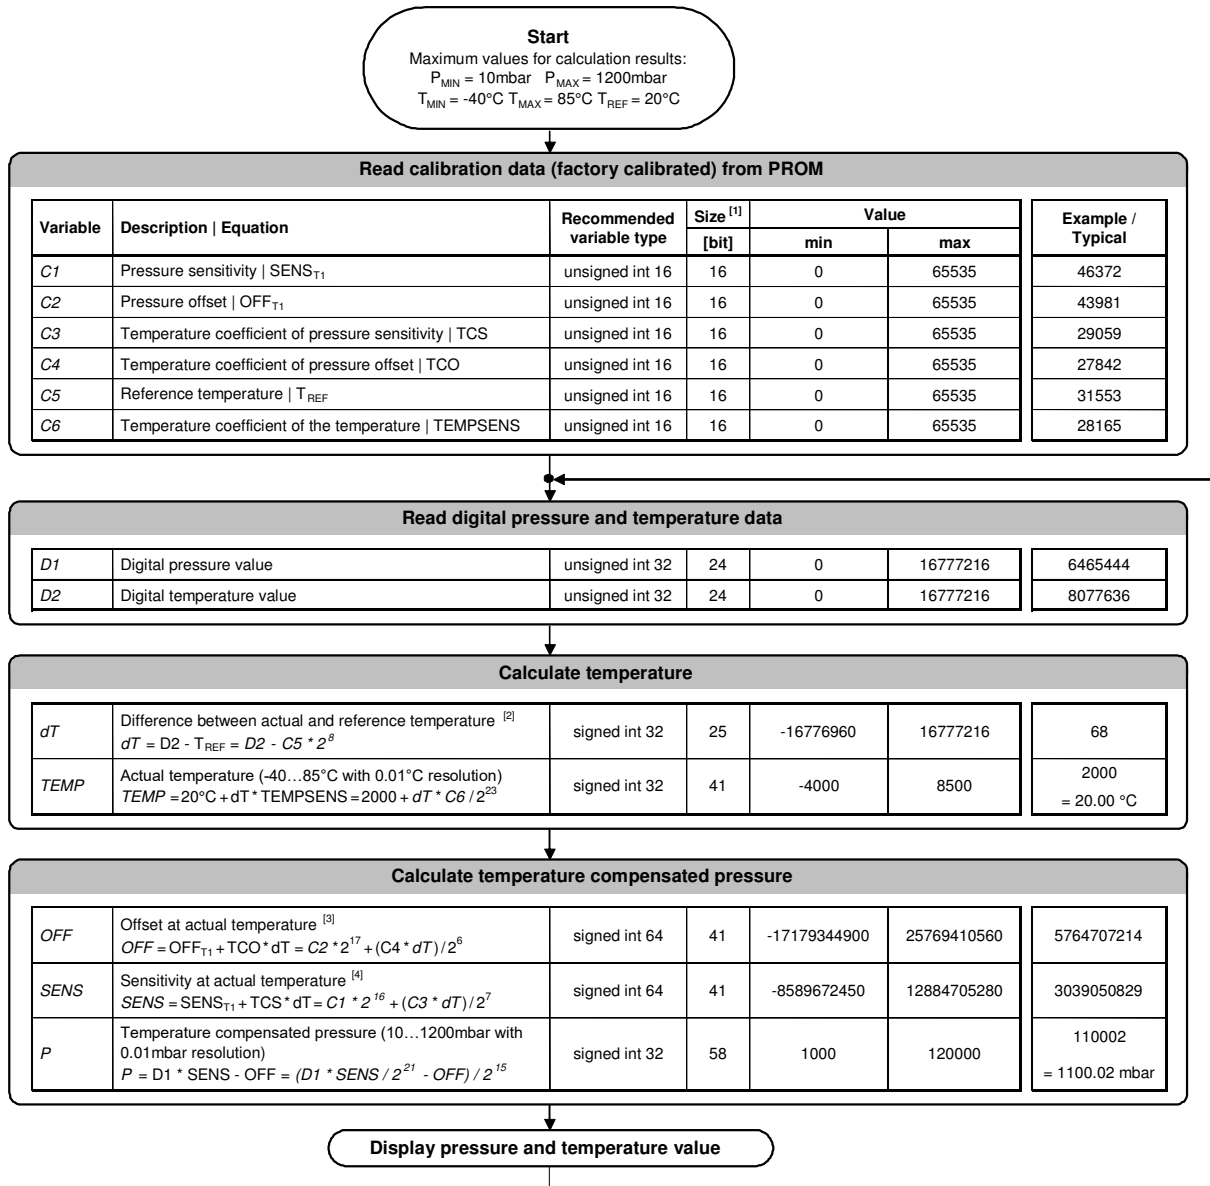 Start
Maximum values for calculation results:
P_MIN = 10mbar P_MAX = 1200mbar
T_MIN = -40°C T_MAX = 85°C T_REF = 20°C
Read calibration data (factory calibrated) from PROM
Variable | Description | Equation | Recommended variable type | Size [1] [bit] | Value min | max | Example / Typical
C1 Pressure sensitivity | SENS_T1 unsigned int 16 16 0 65535 46372
C2 Pressure offset | OFF_T1 unsigned int 16 16 0 65535 43981
C3 Temperature coefficient of pressure sensitivity | TCS unsigned int 16 16 0 65535 29059
C4 Temperature coefficient of pressure offset | TCO unsigned int 16 16 0 65535 27842
C5 Reference temperature | T_REF unsigned int 16 16 0 65535 31553
C6 Temperature coefficient of the temperature | TEMPSENS unsigned int 16 16 0 65535 28165
Read digital pressure and temperature data
D1 Digital pressure value unsigned int 32 24 0 16777216 6465444
D2 Digital temperature value unsigned int 32 24 0 16777216 8077636
Calculate temperature
dT Difference between actual and reference temperature [2]
dT = D2 - T_REF = D2 - C5 * 2^8 signed int 32 25 -16776960 16777216 68
TEMP Actual temperature (-40…85°C with 0.01°C resolution)
TEMP = 20°C + dT * TEMPSENS = 2000 + dT * C6 / 2^23 signed int 32 41 -4000 8500 2000
= 20.00 °C
Calculate temperature compensated pressure
OFF Offset at actual temperature [3]
OFF = OFF_T1 + TCO * dT = C2 * 2^17 + (C4 * dT) / 2^6 signed int 64 41 -17179344900 25769410560 5764707214
SENS Sensitivity at actual temperature [4]
SENS = SENS_T1 + TCS * dT = C1 * 2^16 + (C3 * dT) / 2^7 signed int 64 41 -8589672450 12884705280 3039050829
P Temperature compensated pressure (10…1200mbar with
0.01mbar resolution) signed int 32 58 1000 120000 110002
P = D1 * SENS - OFF = (D1 * SENS / 2^21 - OFF) / 2^15 = 1100.02 mbar
Display pressure and temperature value